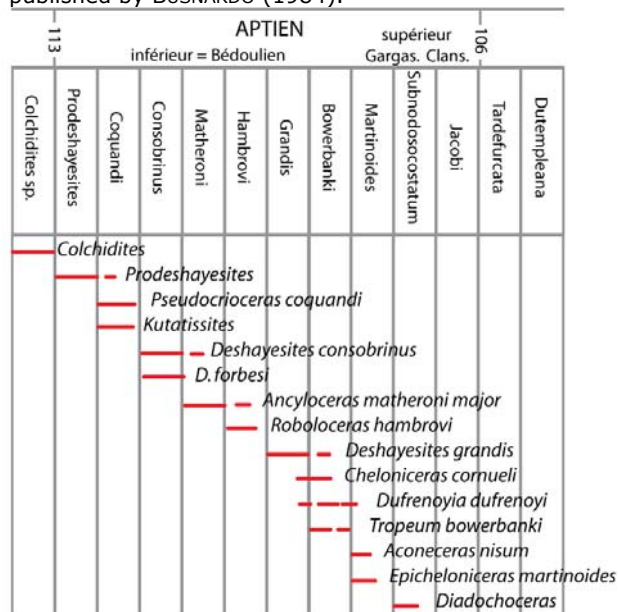 published by BUSNARDO (1984).
113
APTIEN
inférieur = Bédoulien
supérieur
Gargas. Clans.
106
Colchidites sp.
Prodeshayesites
Coquandi
Consobrinus
Matheroni
Hambrovi
Grandis
Bowerbanki
Martinoides
Subnodosocostatum
Jacobi
Tardefurcata
Dutempleana
Colchidites
Prodeshayesites
Pseudocrioceras coquandi
Kutatissites
Deshayesites consobrinus
D. forbesi
Ancyloceras matheroni major
Roboloceras hambrovi
Deshayesites grandis
Cheloniceras cornueli
Dufrenoyia dufrenoyi
Tropeum bowerbanki
Aconeceras nisum
Epicheloniceras martinoides
Diadochoceras